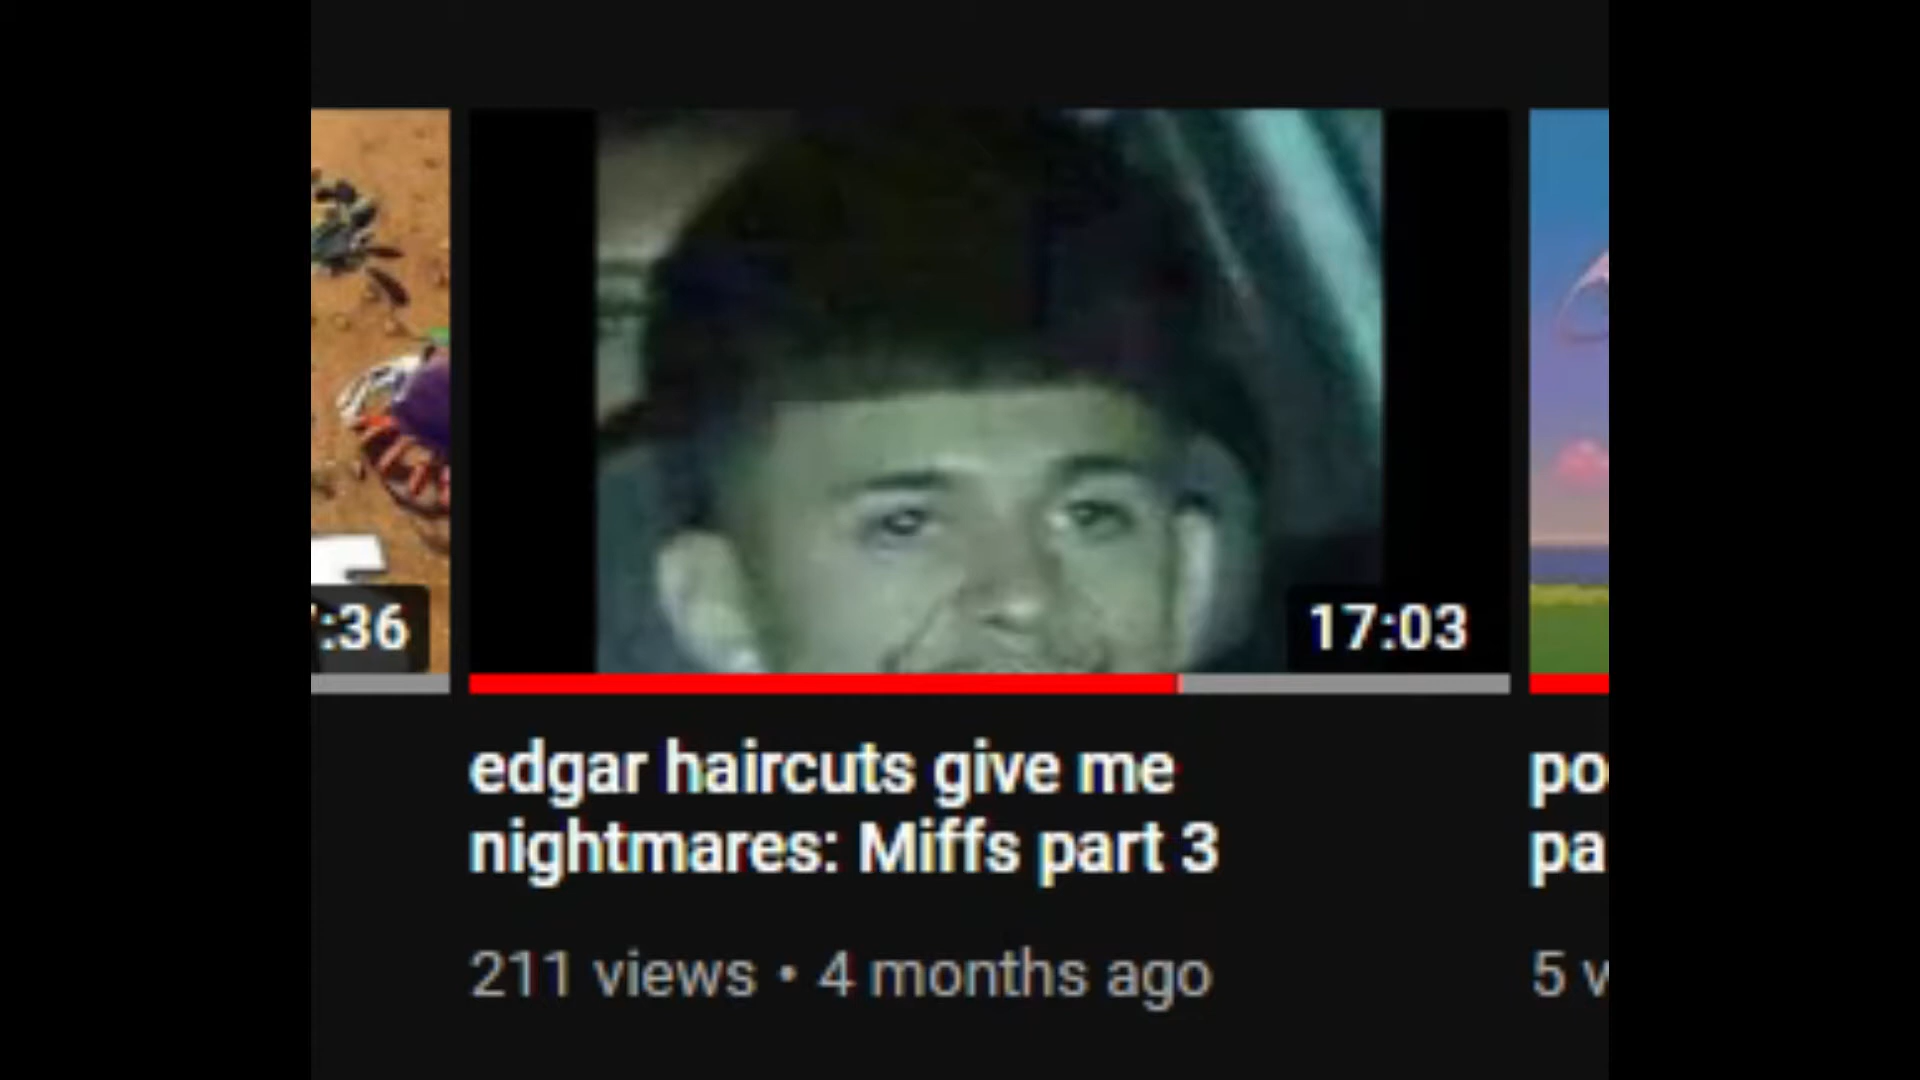 :36
17:03
edgar haircuts give me
nightmares: Miffs part 3
211 views • 4 months ago
po
pa
5 v